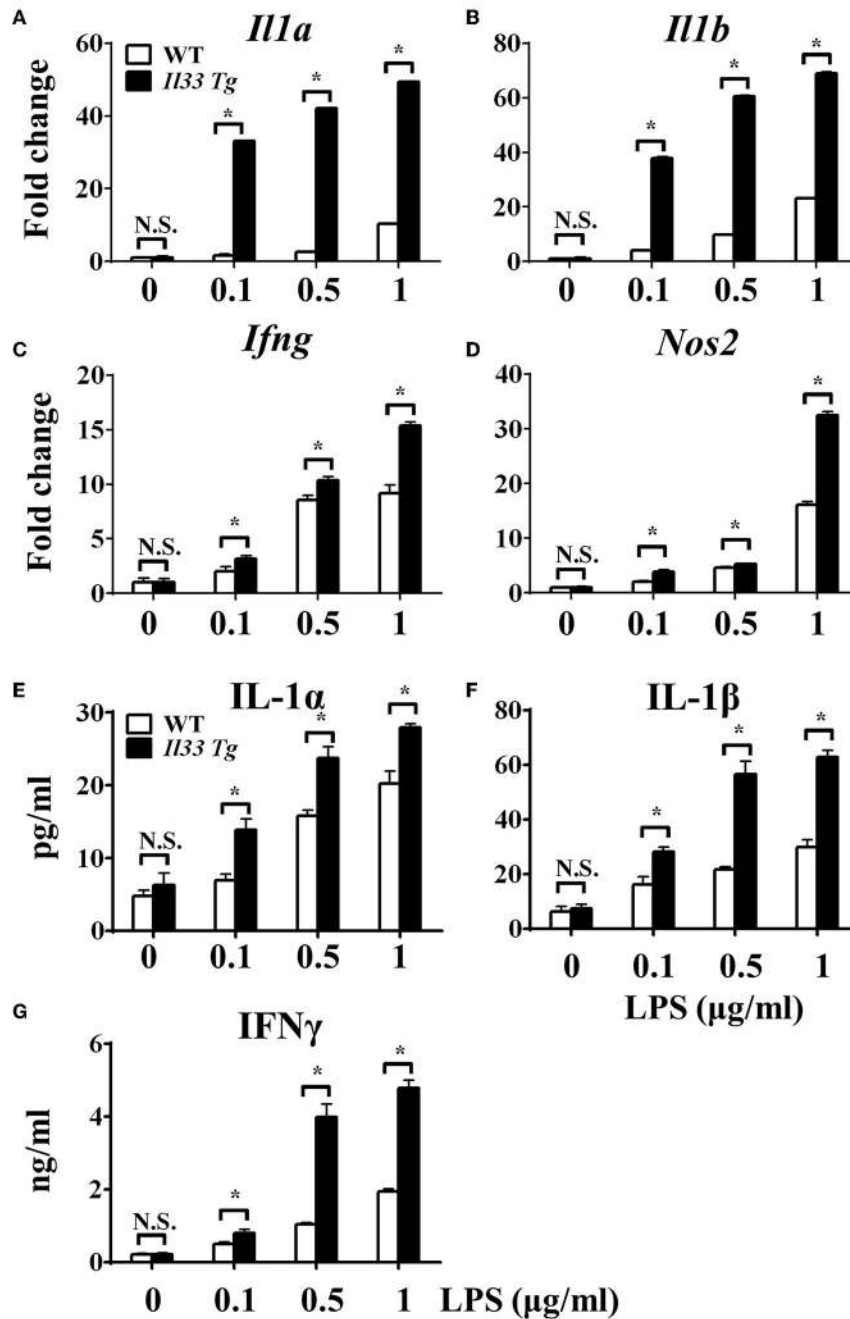 A
Il1a
Fold change
60
40
20
0
WT
Il33 Tg
N.S.
*
*
*
0 0.1 0.5 1
B
Il1b
80
60
40
20
0
N.S.
*
*
*
0 0.1 0.5 1
C
Ifng
Fold change
20
15
10
5
0
N.S.
*
*
*
0 0.1 0.5 1
D
Nos2
40
30
20
10
0
N.S.
*
*
*
0 0.1 0.5 1
E
IL-1α
pg/ml
30
20
10
0
WT
Il33 Tg
N.S.
*
*
*
0 0.1 0.5 1
F
IL-1β
80
60
40
20
0
N.S.
*
*
*
0 0.1 0.5 1
LPS (μg/ml)
G
IFNγ
ng/ml
6
4
2
0
N.S.
*
*
*
0 0.1 0.5 1 LPS (μg/ml)